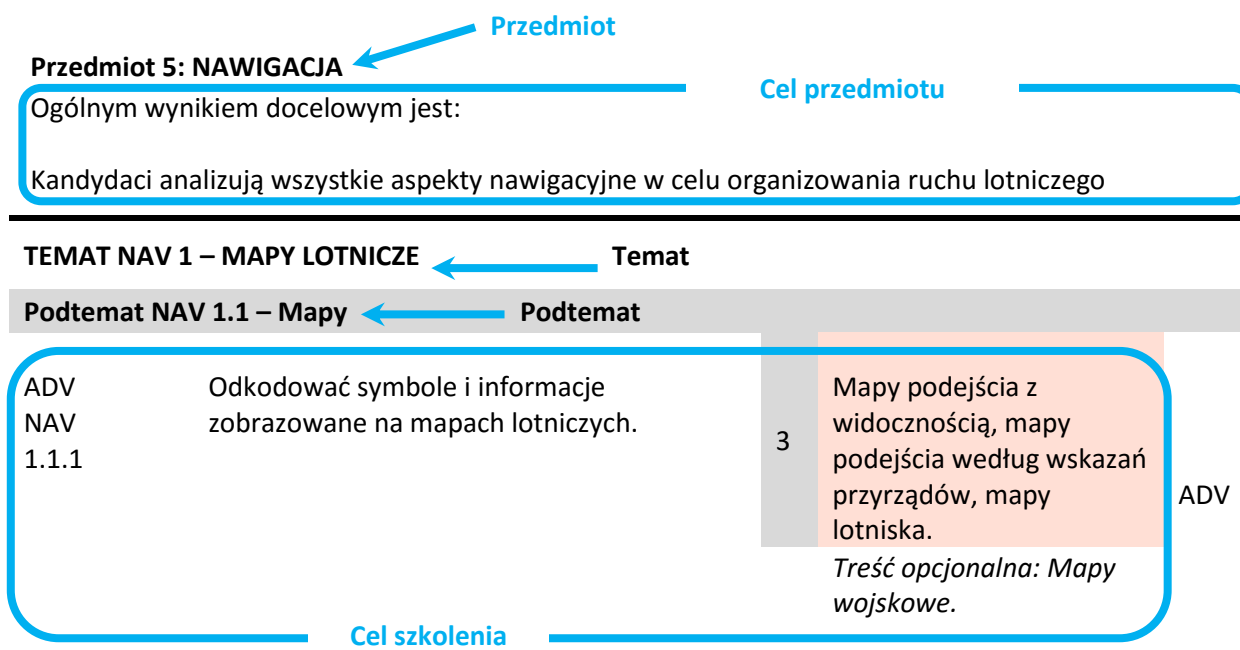 Przedmiot
Przedmiot 5: NAWIGACJA
Cel przedmiotu
Ogólnym wynikiem docelowym jest:
Kandydaci analizują wszystkie aspekty nawigacyjne w celu organizowania ruchu lotniczego
TEMAT NAV 1 – MAPY LOTNICZE
Temat
Podtemat NAV 1.1 – Mapy
Podtemat
ADV
NAV
1.1.1
Odkodować symbole i informacje
zobrazowane na mapach lotniczych.
3
Mapy podejścia z
widocznością, mapy
podejścia według wskazań
przyrządów, mapy
lotniska.
Treść opcjonalna: Mapy
wojskowe.
ADV
Cel szkolenia